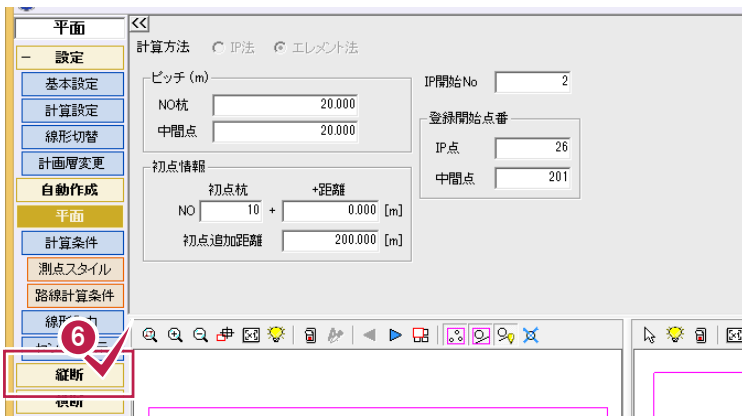 平面
<<
計算方法 IP法 エレメント法
− 設定
基本設定
計算設定
線形切替
計画層変更
自動作成
平面
計算条件
測点スタイル
路線計算条件
6
縦断
横断
ピッチ (m)
NO杭 20.000
中間点 20.000
初点情報
初点杭 +距離
NO 10 + 0.000 [m]
初点追加距離 200.000 [m]
IP開始No 2
登録開始点番
IP点 26
中間点 201